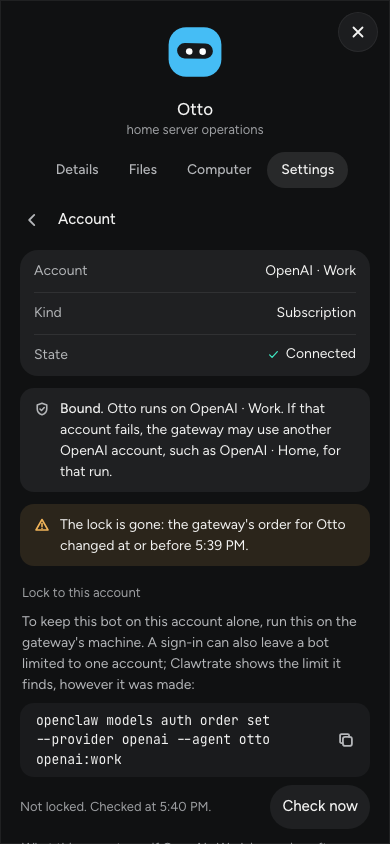 Otto
home server operations
Details Files Computer Settings
Account
Account OpenAI · Work
Kind Subscription
State Connected
Bound. Otto runs on OpenAI · Work. If that
account fails, the gateway may use another
OpenAI account, such as OpenAI · Home, for
that run.
The lock is gone: the gateway's order for Otto
changed at or before 5:39 PM.
Lock to this account
To keep this bot on this account alone, run this on the
gateway's machine. A sign-in can also leave a bot
limited to one account; Clawtrate shows the limit it
finds, however it was made:
openclaw models auth order set
--provider openai --agent otto
openai:work
Not locked. Checked at 5:40 PM.
Check now